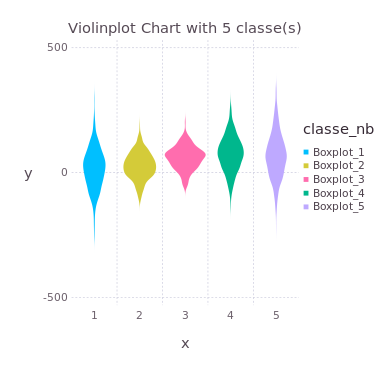 Violinplot Chart with 5 classe(s)
500
0
-500
y
1 2 3 4 5
x
classe_nb
Boxplot_1
Boxplot_2
Boxplot_3
Boxplot_4
Boxplot_5